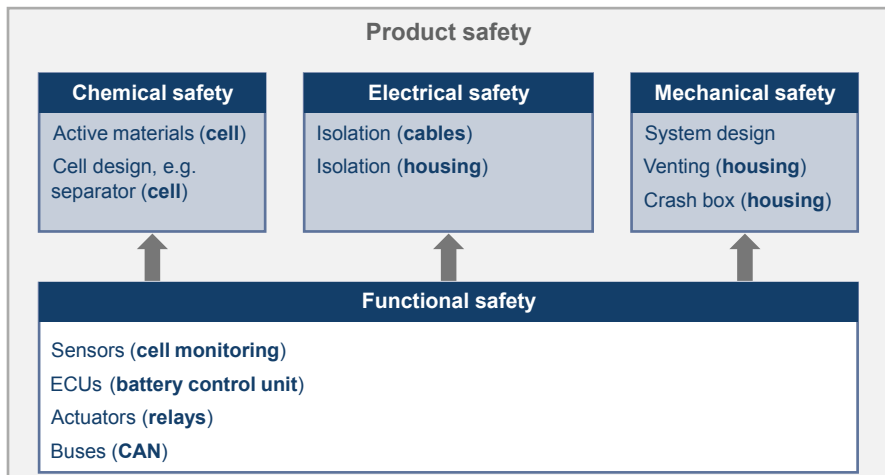 Product safety
Chemical safety
Active materials (cell)
Cell design, e.g.
separator (cell)
Electrical safety
Isolation (cables)
Isolation (housing)
Mechanical safety
System design
Venting (housing)
Crash box (housing)
Functional safety
Sensors (cell monitoring)
ECUs (battery control unit)
Actuators (relays)
Buses (CAN)